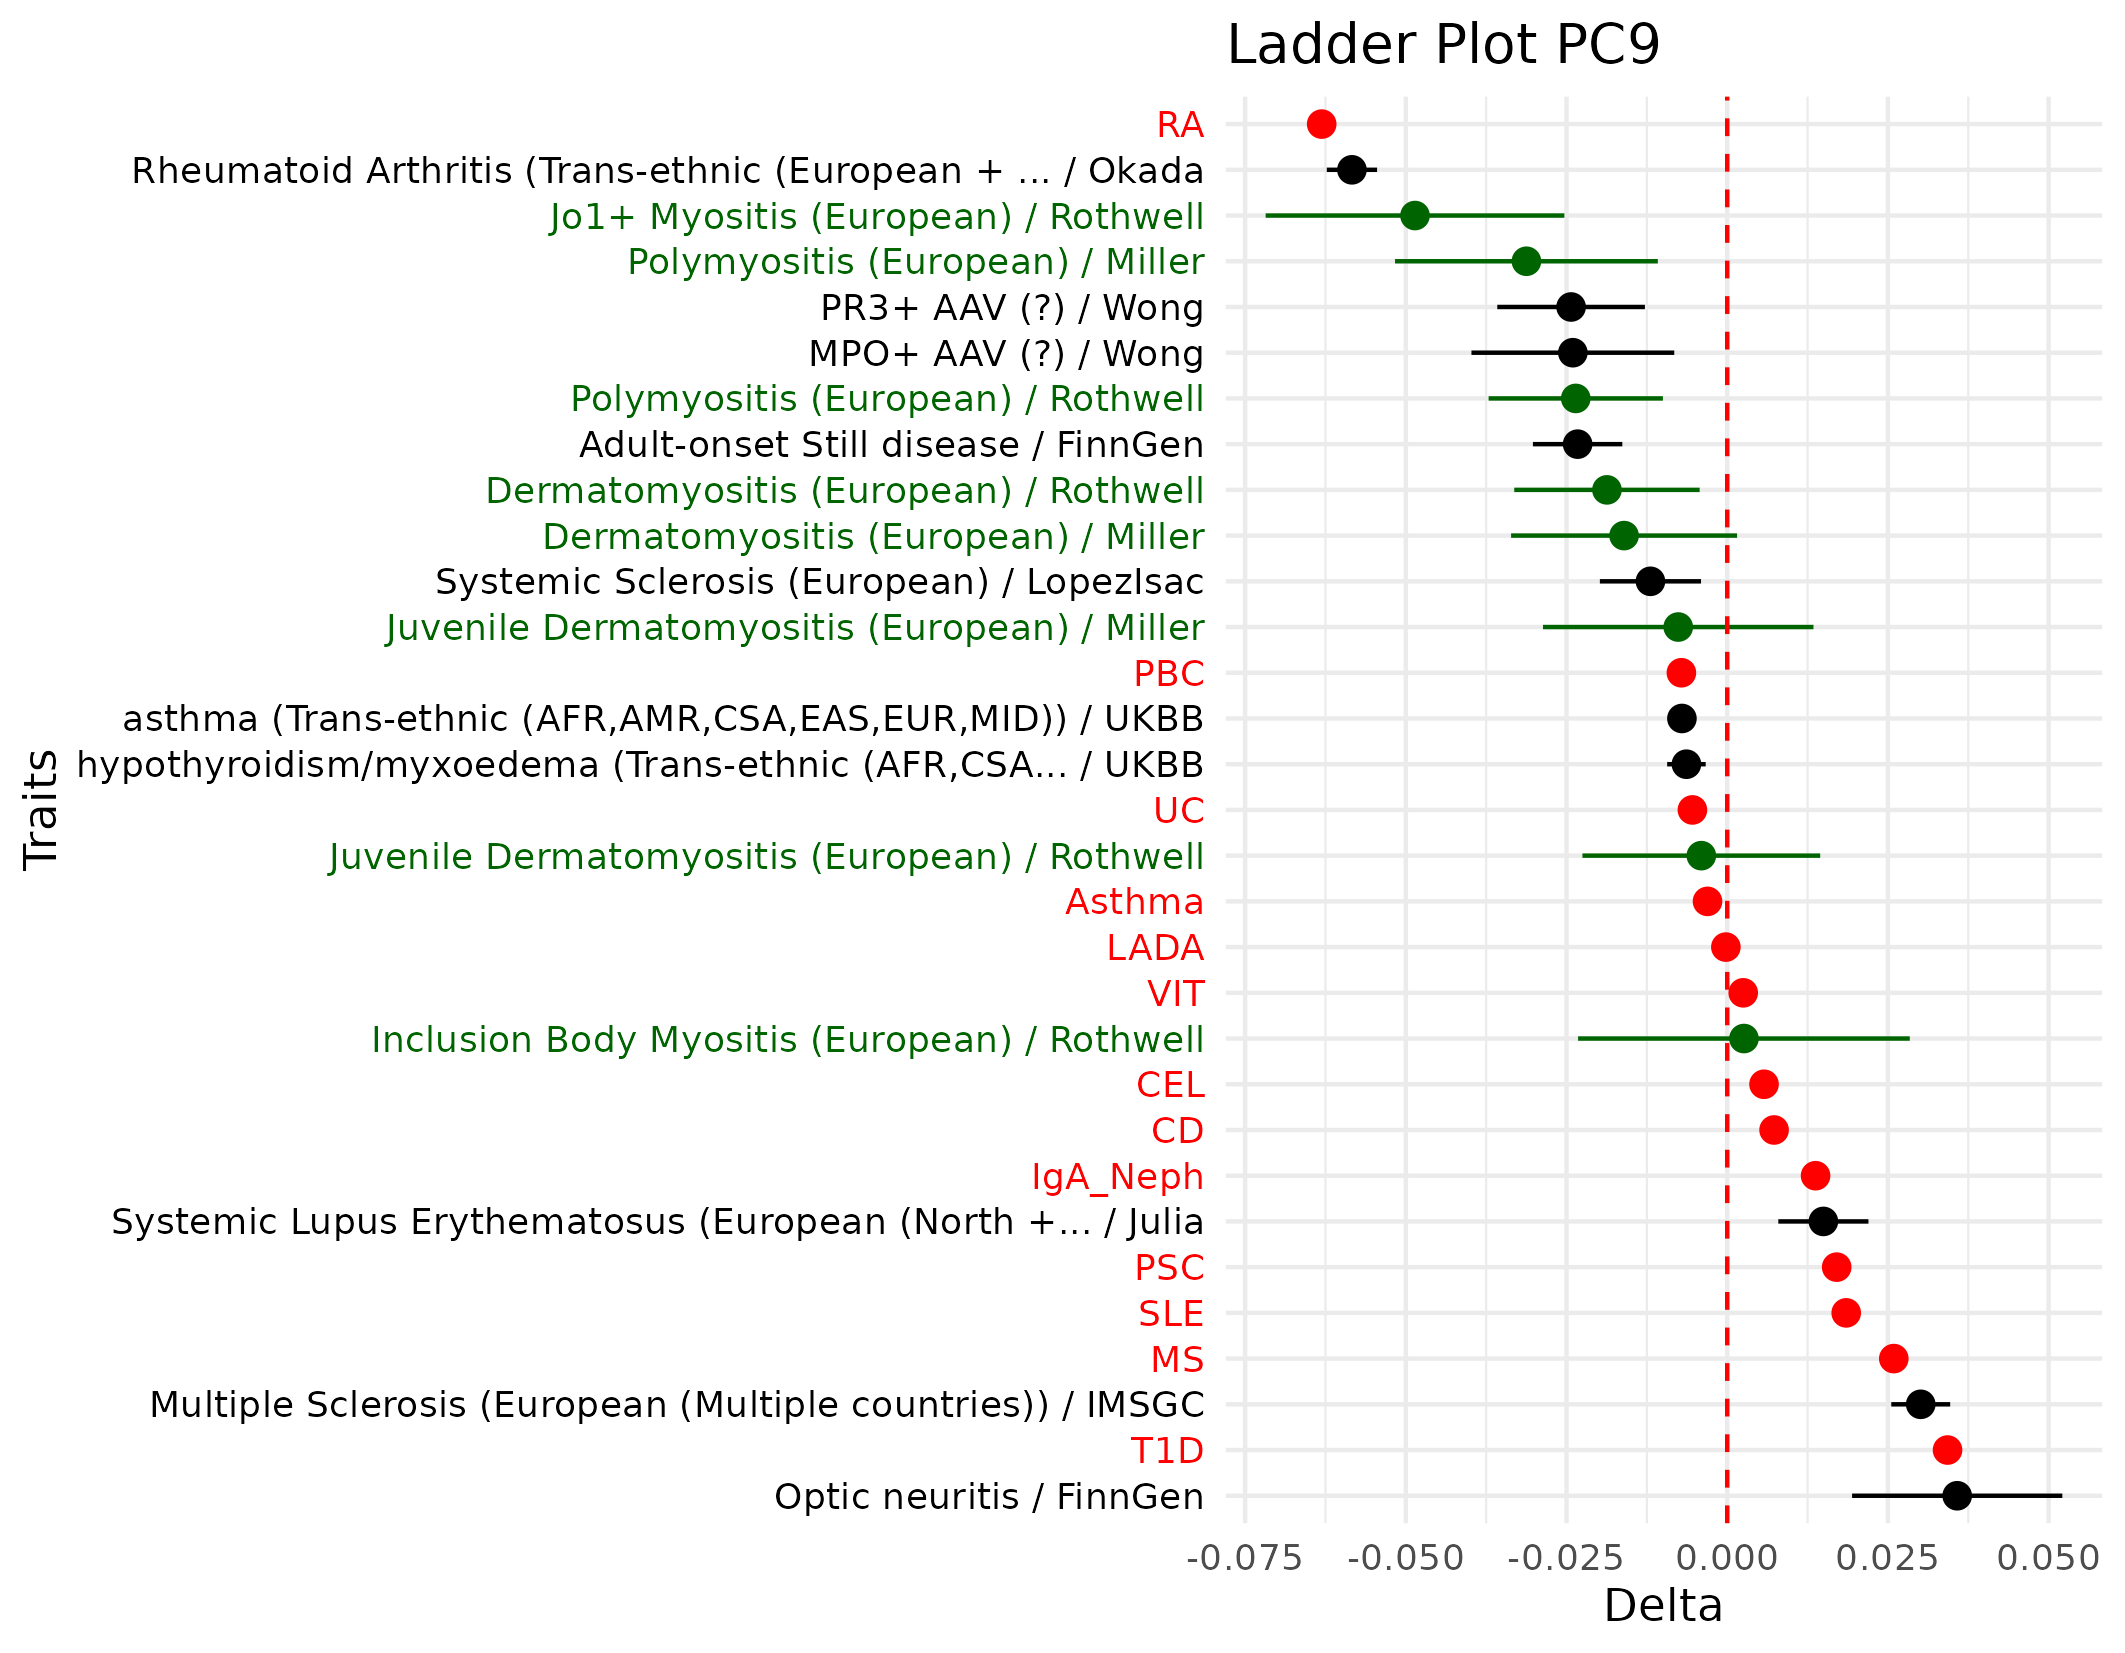 Ladder Plot PC9
RA
Rheumatoid Arthritis (Trans-ethnic (European + ... / Okada
Jo1+ Myositis (European) / Rothwell
Polymyositis (European) / Miller
PR3+ AAV (?) / Wong
MPO+ AAV (?) / Wong
Polymyositis (European) / Rothwell
Adult-onset Still disease / FinnGen
Dermatomyositis (European) / Rothwell
Dermatomyositis (European) / Miller
Systemic Sclerosis (European) / LopezIsac
Juvenile Dermatomyositis (European) / Miller
PBC
asthma (Trans-ethnic (AFR,AMR,CSA,EAS,EUR,MID)) / UKBB
hypothyroidism/myxoedema (Trans-ethnic (AFR,CSA... / UKBB
UC
Juvenile Dermatomyositis (European) / Rothwell
Asthma
LADA
VIT
Inclusion Body Myositis (European) / Rothwell
CEL
CD
IgA_Neph
Systemic Lupus Erythematosus (European (North +... / Julia
PSC
SLE
MS
Multiple Sclerosis (European (Multiple countries)) / IMSGC
T1D
Optic neuritis / FinnGen
Traits
-0.075 -0.050 -0.025 0.000 0.025 0.050
Delta